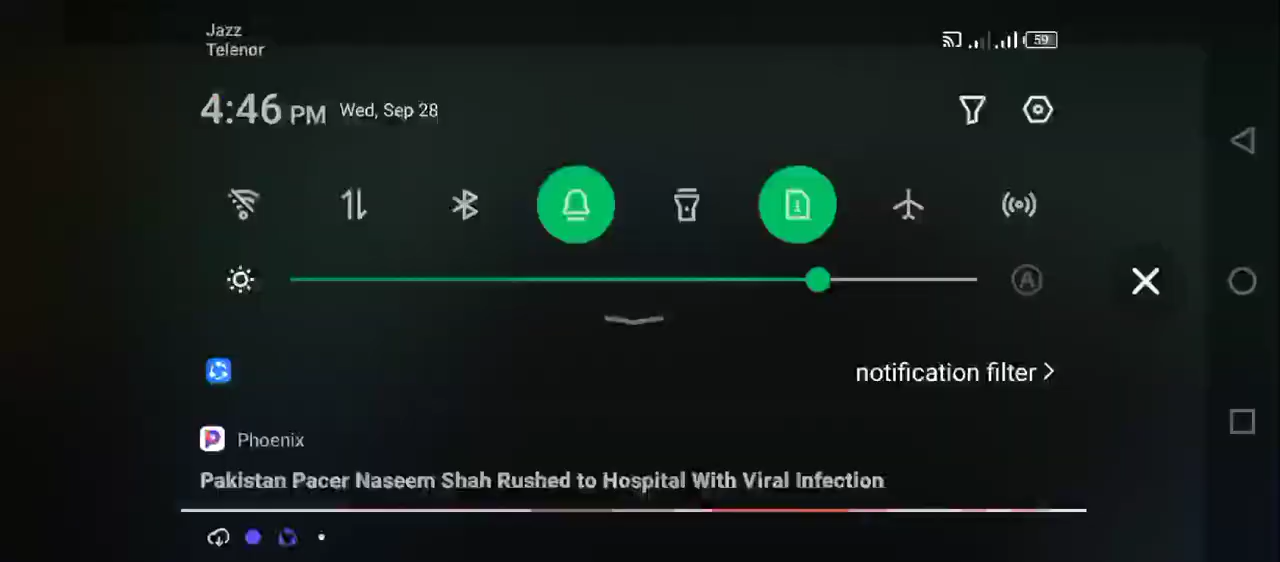 Jazz
Telenor
59
4:46 PM Wed, Sep 28
A
notification filter >
Phoenix
Pakistan Pacer Naseem Shah Rushed to Hospital With Viral Infection